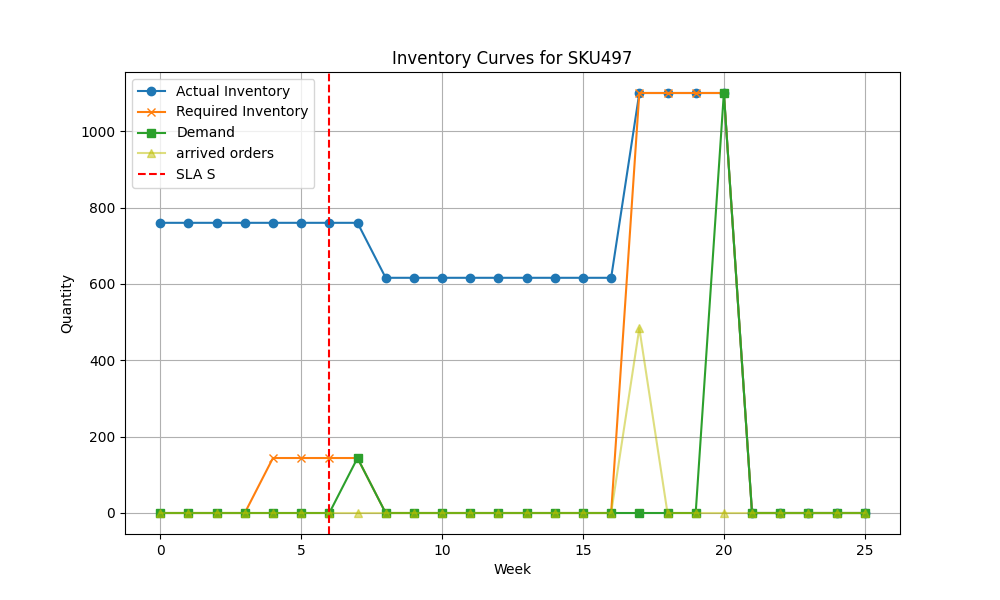 Inventory Curves for SKU497
Actual Inventory
Required Inventory
Demand
arrived orders
SLA S
Quantity
1000
800
600
400
200
0
0 5 10 15 20 25
Week